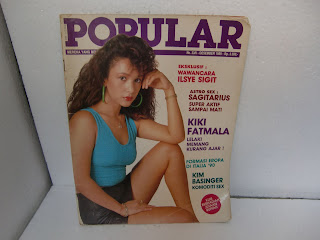 POPULAR
EKSKLUSIF :
WAWANCARA
ILSYE SIGIT
ASTRO SEX :
SAGITARIUS
SUPER AKTIF
SAMPAI MATI
KIKI
FATMALA
LELAKI
MEMANG
KURANG AJAR !
FORMASI EROPA
DI ITALIA '90
KIM
BASINGER
KOMODITI SEX